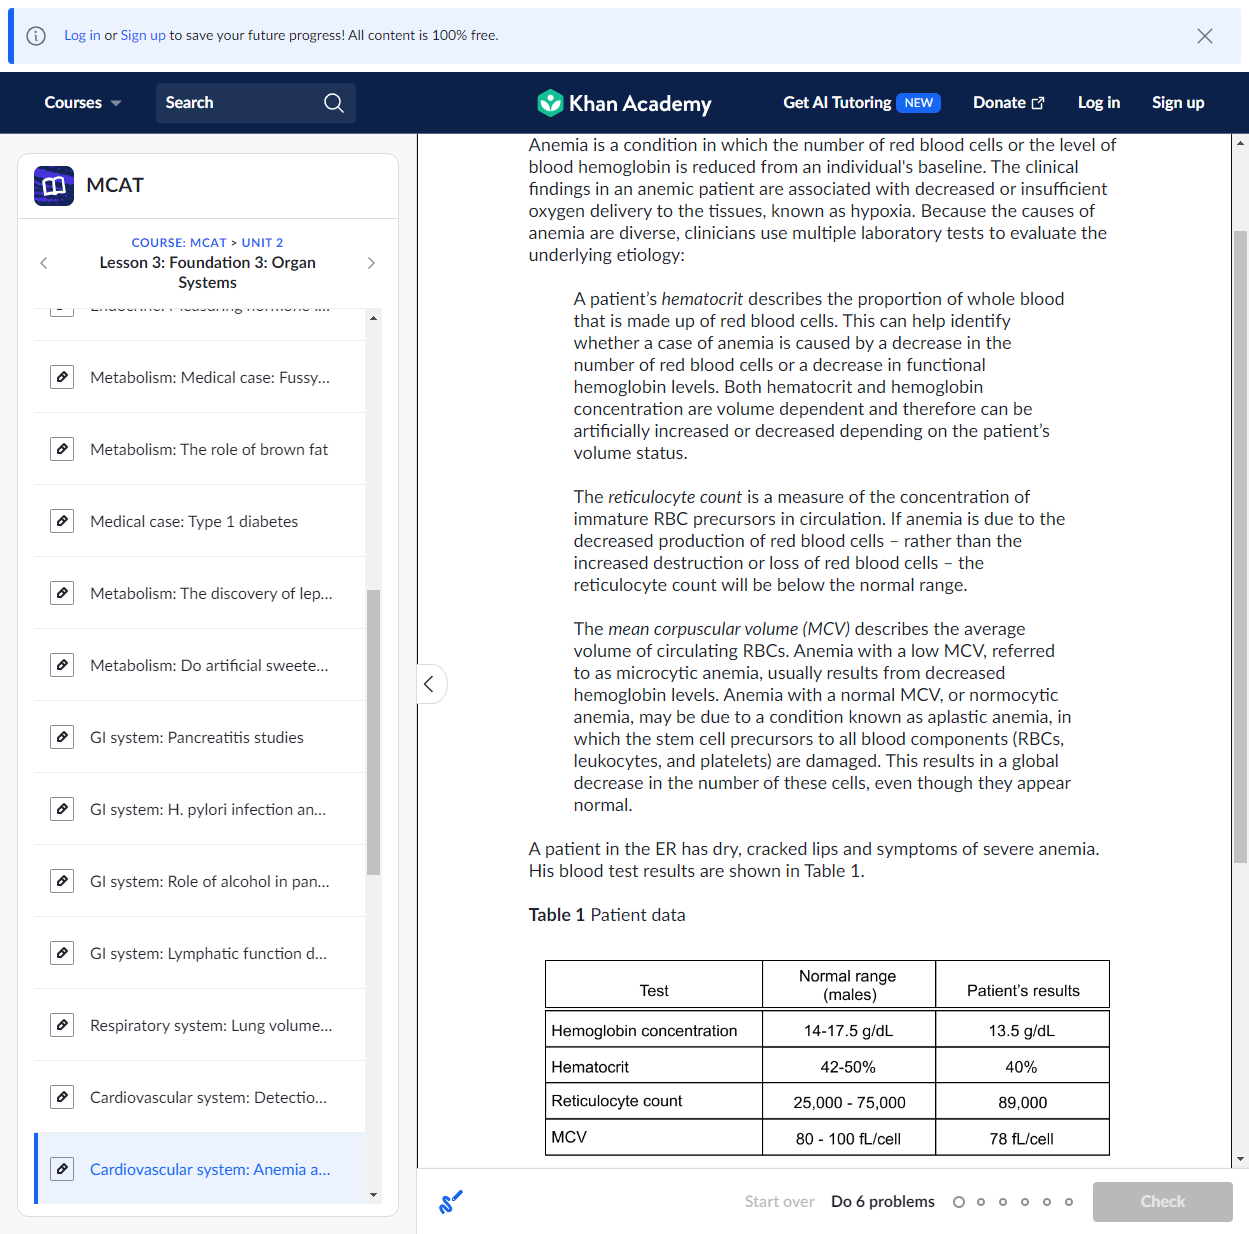 Log in or Sign up to save your future progress! All content is 100% free.
Courses
Search
Khan Academy
Get AI Tutoring NEW
Donate
Log in
Sign up
MCAT
COURSE: MCAT > UNIT 2
Lesson 3: Foundation 3: Organ
Systems
Endocrine: Measuring hormone l...
Metabolism: Medical case: Fussy...
Metabolism: The role of brown fat
Medical case: Type 1 diabetes
Metabolism: The discovery of lep...
Metabolism: Do artificial sweete...
GI system: Pancreatitis studies
GI system: H. pylori infection an...
GI system: Role of alcohol in pan...
GI system: Lymphatic function d...
Respiratory system: Lung volume...
Cardiovascular system: Detectio...
Cardiovascular system: Anemia a...
Anemia is a condition in which the number of red blood cells or the level of
blood hemoglobin is reduced from an individual's baseline. The clinical
findings in an anemic patient are associated with decreased or insufficient
oxygen delivery to the tissues, known as hypoxia. Because the causes of
anemia are diverse, clinicians use multiple laboratory tests to evaluate the
underlying etiology:
A patient's hematocrit describes the proportion of whole blood
that is made up of red blood cells. This can help identify
whether a case of anemia is caused by a decrease in the
number of red blood cells or a decrease in functional
hemoglobin levels. Both hematocrit and hemoglobin
concentration are volume dependent and therefore can be
artificially increased or decreased depending on the patient's
volume status.
The reticulocyte count is a measure of the concentration of
immature RBC precursors in circulation. If anemia is due to the
decreased production of red blood cells – rather than the
increased destruction or loss of red blood cells – the
reticulocyte count will be below the normal range.
The mean corpuscular volume (MCV) describes the average
volume of circulating RBCs. Anemia with a low MCV, referred
to as microcytic anemia, usually results from decreased
hemoglobin levels. Anemia with a normal MCV, or normocytic
anemia, may be due to a condition known as aplastic anemia, in
which the stem cell precursors to all blood components (RBCs,
leukocytes, and platelets) are damaged. This results in a global
decrease in the number of these cells, even though they appear
normal.
A patient in the ER has dry, cracked lips and symptoms of severe anemia.
His blood test results are shown in Table 1.
Table 1 Patient data
Test
Normal range
(males)
Patient's results
Hemoglobin concentration 14-17.5 g/dL 13.5 g/dL
Hematocrit 42-50% 40%
Reticulocyte count 25,000 - 75,000 89,000
MCV 80 - 100 fL/cell 78 fL/cell
Start over
Do 6 problems
Check